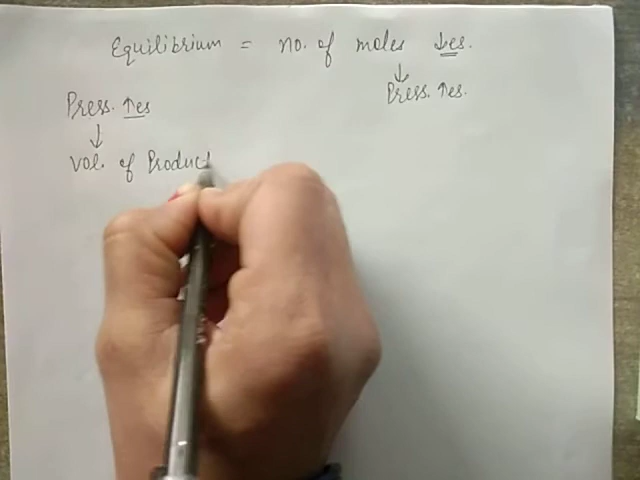 Equilibrium = no. of moles ↓es.
↓
Press. ↑es.
Press. ↑es
↓
Vol. of Product